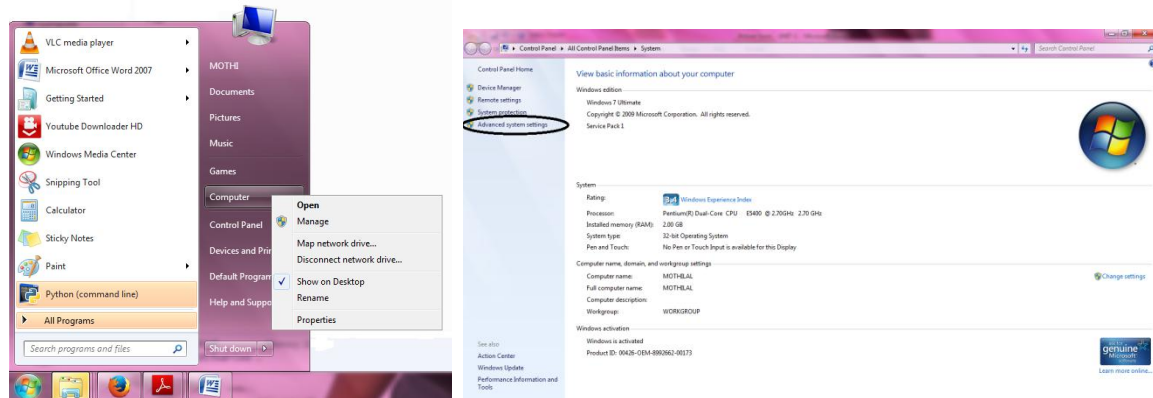 VLC media player
Microsoft Office Word 2007
Getting Started
Youtube Downloader HD
Windows Media Center
Snipping Tool
Calculator
Sticky Notes
Paint
Python (command line)
All Programs
Search programs and files
MOTHI
Documents
Pictures
Music
Games
Computer
Control Panel
Devices and Prin
Default Program
Help and Suppo
Shut down
Open
Manage
Map network drive...
Disconnect network drive...
Show on Desktop
Rename
Properties
Control Panel All Control Panel Items System
Search Control Panel
Control Panel Home
Device Manager
Remote settings
System protection
Advanced system settings
See also
Action Center
Windows Update
Performance Information and
Tools
View basic information about your computer
Windows edition
Windows 7 Ultimate
Copyright © 2009 Microsoft Corporation. All rights reserved.
Service Pack 1
System
Rating: 3.4 Windows Experience Index
Processor: Pentium(R) Dual-Core CPU E5400 @ 2.70GHz 2.70 GHz
Installed memory (RAM): 2.00 GB
System type: 32-bit Operating System
Pen and Touch: No Pen or Touch Input is available for this Display
Computer name, domain, and workgroup settings
Computer name: MOTHILAL Change settings
Full computer name: MOTHILAL
Computer description:
Workgroup: WORKGROUP
Windows activation
Windows is activated
Product ID: 00426-OEM-8992662-00173
genuine
Microsoft
Learn more online...